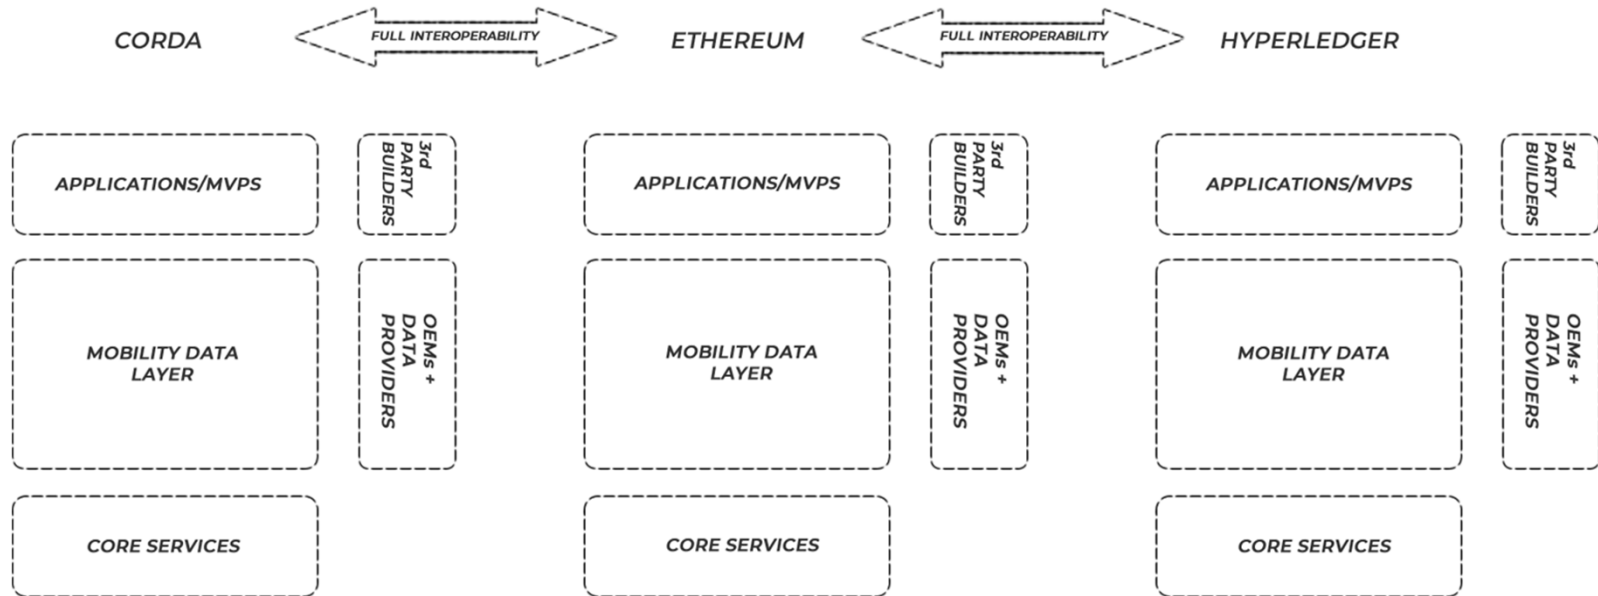 CORDA
FULL INTEROPERABILITY
ETHEREUM
FULL INTEROPERABILITY
HYPERLEDGER
APPLICATIONS/MVPS
3rd
PARTY
BUILDERS
APPLICATIONS/MVPS
3rd
PARTY
BUILDERS
APPLICATIONS/MVPS
3rd
PARTY
BUILDERS
MOBILITY DATA
LAYER
OEMs +
DATA
PROVIDERS
MOBILITY DATA
LAYER
OEMs +
DATA
PROVIDERS
MOBILITY DATA
LAYER
OEMs +
DATA
PROVIDERS
CORE SERVICES
CORE SERVICES
CORE SERVICES